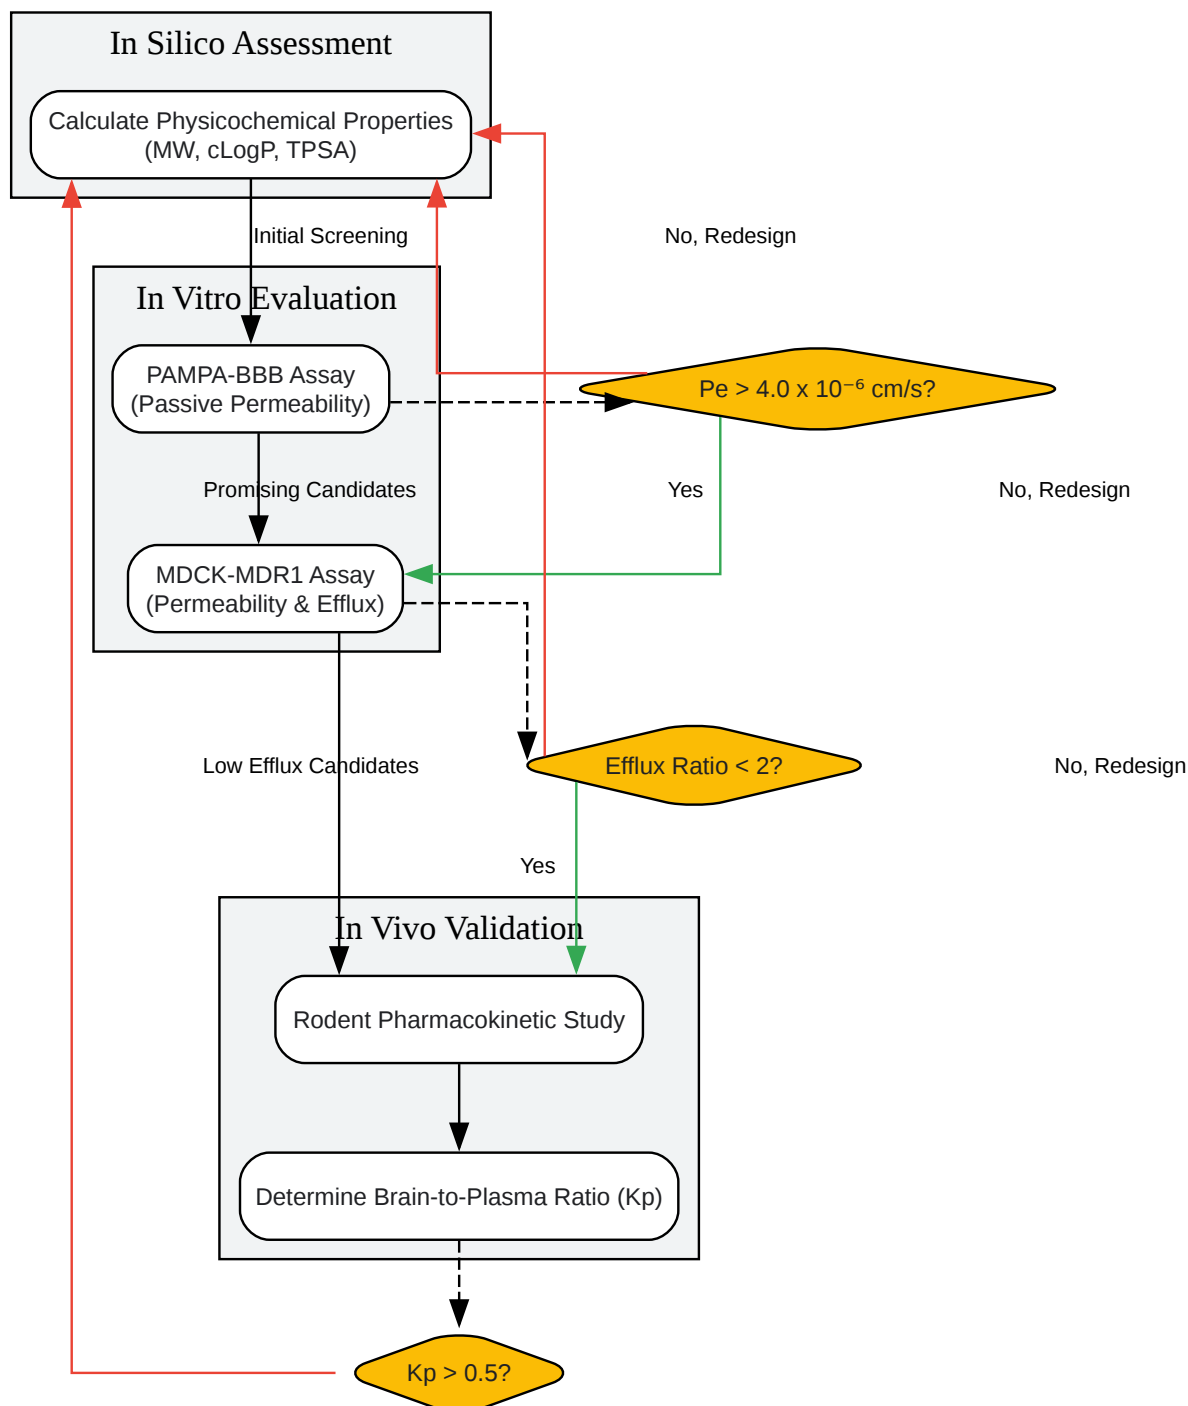 In Silico Assessment
Calculate Physicochemical Properties
(MW, cLogP, TPSA)
Initial Screening
No, Redesign
In Vitro Evaluation
PAMPA-BBB Assay
(Passive Permeability)
Pe > 4.0 x 10⁻⁶ cm/s?
Promising Candidates
Yes
No, Redesign
MDCK-MDR1 Assay
(Permeability & Efflux)
Low Efflux Candidates
Efflux Ratio < 2?
No, Redesign
Yes
In Vivo Validation
Rodent Pharmacokinetic Study
Determine Brain-to-Plasma Ratio (Kp)
Kp > 0.5?